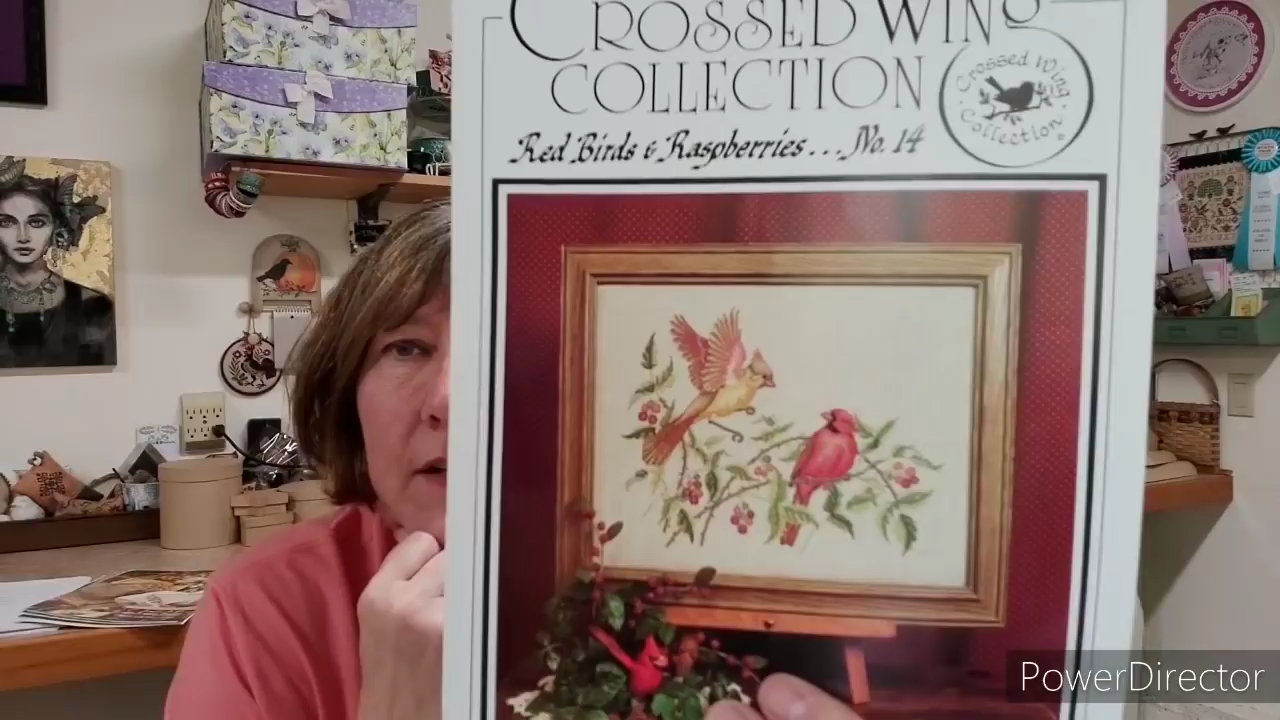 CROSSED WING
COLLECTION
Crossed Wing
Collection
Red Birds & Raspberries... No. 14
PowerDirector